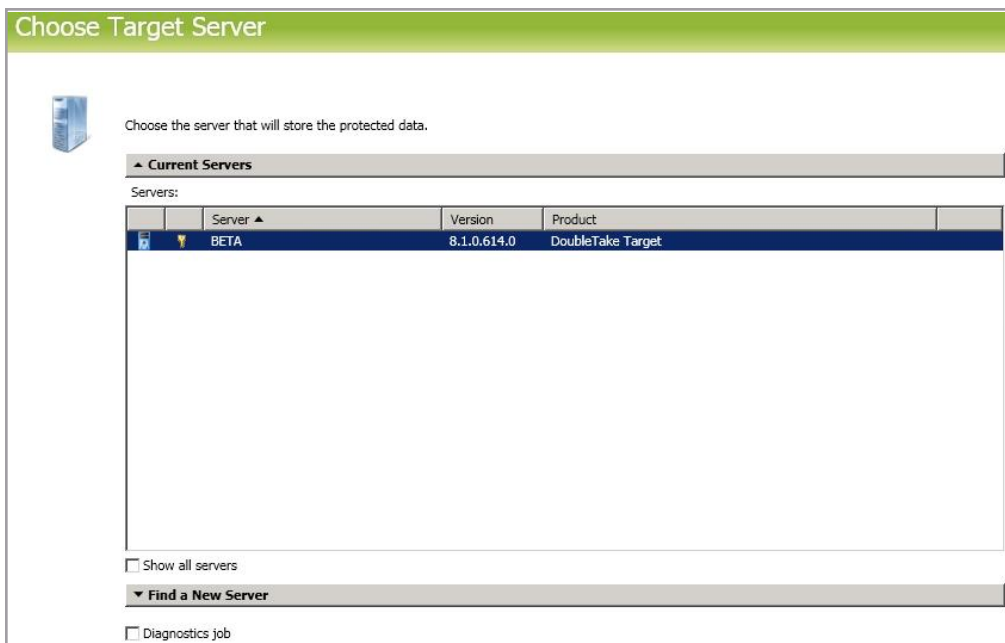 Choose Target Server
Choose the server that will store the protected data.
Current Servers
Servers:
Server Version Product
BETA 8.1.0.614.0 DoubleTake Target
Show all servers
Find a New Server
Diagnostics job